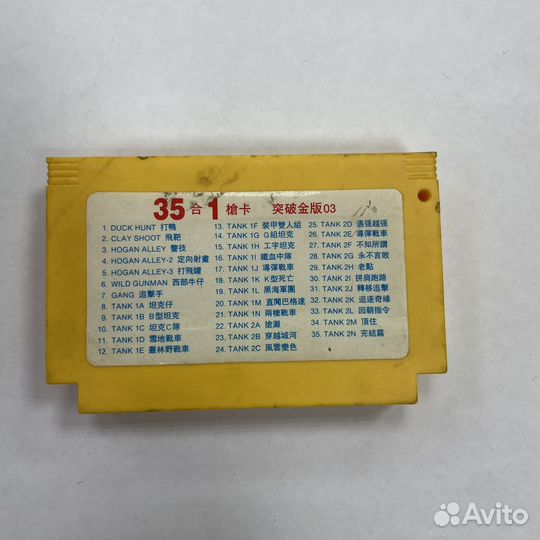 35 合 1 槍卡 突破金版03
1. DUCK HUNT 打鴨
2. CLAY SHOOT 飛靶
3. HOGAN ALLEY 警技
4. HOGAN ALLEY-2 定向射畫
5. HOGAN ALLEY-3 打飛罐
6. WILD GUNMAN 西部牛仔
7. GANG 追擊手
8. TANK 1A 坦克仔
9. TANK 1B B型坦克
10. TANK 1C 坦克C隊
11. TANK 1D 雪地戰車
12. TANK 1E 叢林野戰車
13. TANK 1F 裝甲雙人組
14. TANK 1G G組坦克
15. TANK 1H 工字坦克
16. TANK 1I 鐵血中隊
17. TANK 1J 導彈戰車
18. TANK 1K K型死亡
19. TANK 1L 黑海軍團
20. TANK 1M 直闖巴格達
21. TANK 1N 兩棲戰車
22. TANK 2A 搶灘
23. TANK 2B 穿越城河
24. TANK 2C 風雲變色
25. TANK 2D 遇强越强
26. TANK 2E 導彈戰車
27. TANK 2F 不知所謂
28. TANK 2G 永不言敗
29. TANK 2H 老點
30. TANK 2I 拼肩跑路
31. TANK 2J 轉移追擊
32. TANK 2K 追逐奇緣
33. TANK 2L 回朝指令
34. TANK 2M 頂住
35. TANK 2N 完結篇
Avito